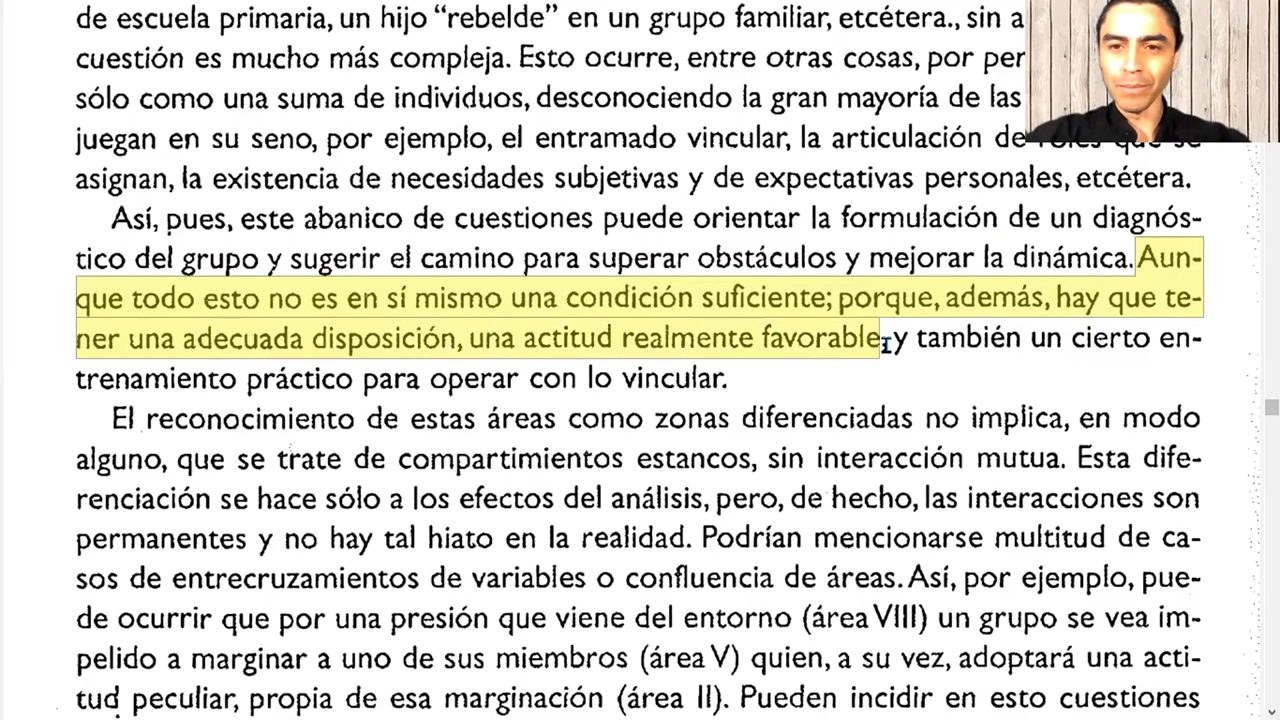 de escuela primaria, un hijo “rebelde” en un grupo familiar, etcétera., sin a
cuestión es mucho más compleja. Esto ocurre, entre otras cosas, por per
sólo como una suma de individuos, desconociendo la gran mayoría de las
juegan en su seno, por ejemplo, el entramado vincular, la articulación de roles que se
asignan, la existencia de necesidades subjetivas y de expectativas personales, etcétera.
Así, pues, este abanico de cuestiones puede orientar la formulación de un diagnós-
tico del grupo y sugerir el camino para superar obstáculos y mejorar la dinámica. Aun-
que todo esto no es en sí mismo una condición suficiente; porque, además, hay que te-
ner una adecuada disposición, una actitud realmente favorable, y también un cierto en-
trenamiento práctico para operar con lo vincular.
El reconocimiento de estas áreas como zonas diferenciadas no implica, en modo
alguno, que se trate de compartimientos estancos, sin interacción mutua. Esta dife-
renciación se hace sólo a los efectos del análisis, pero, de hecho, las interacciones son
permanentes y no hay tal hiato en la realidad. Podrían mencionarse multitud de ca-
sos de entrecruzamientos de variables o confluencia de áreas. Así, por ejemplo, pue-
de ocurrir que por una presión que viene del entorno (área VIII) un grupo se vea im-
pelido a marginar a uno de sus miembros (área V) quien, a su vez, adoptará una acti-
tud peculiar, propia de esa marginación (área II). Pueden incidir en esto cuestiones